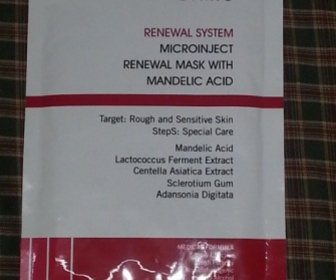 RENEWAL SYSTEM
MICROINJECT
RENEWAL MASK WITH
MANDELIC ACID
Target: Rough and Sensitive Skin
StepS: Special Care
Mandelic Acid
Lactococcus Ferment Extract
Centella Asiatica Extract
Sclerotium Gum
Adansonia Digitata